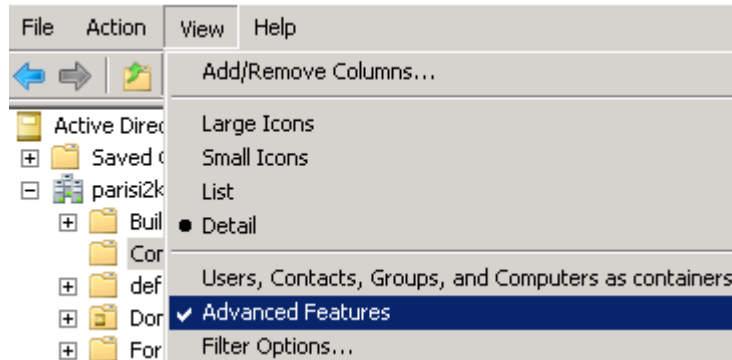 File Action View Help
Add/Remove Columns...
Active Direc
Large Icons
Saved
Small Icons
parisi2k
List
Buil
Detail
Cor
def
Users, Contacts, Groups, and Computers as containers
Dor
Advanced Features
For
Filter Options...